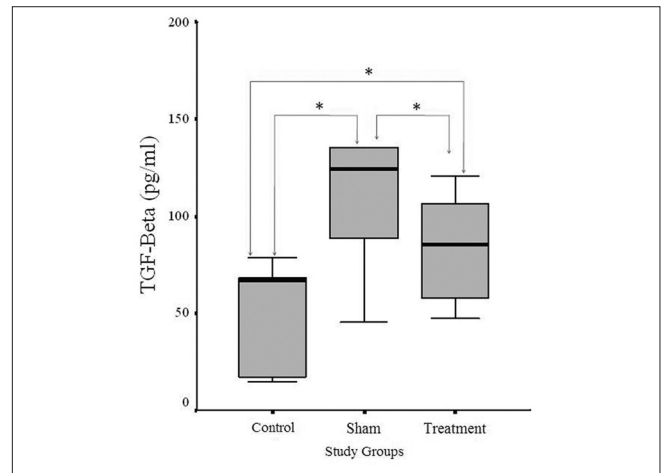 200
*
*
*
150
TGF-Beta (pg/ml)
100
50
0
Control Sham Treatment
Study Groups